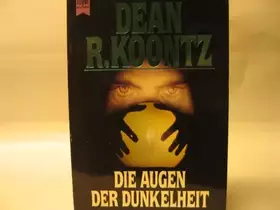 DEAN
R. KOONTZ
DIE AUGEN
DER DUNKELHEIT